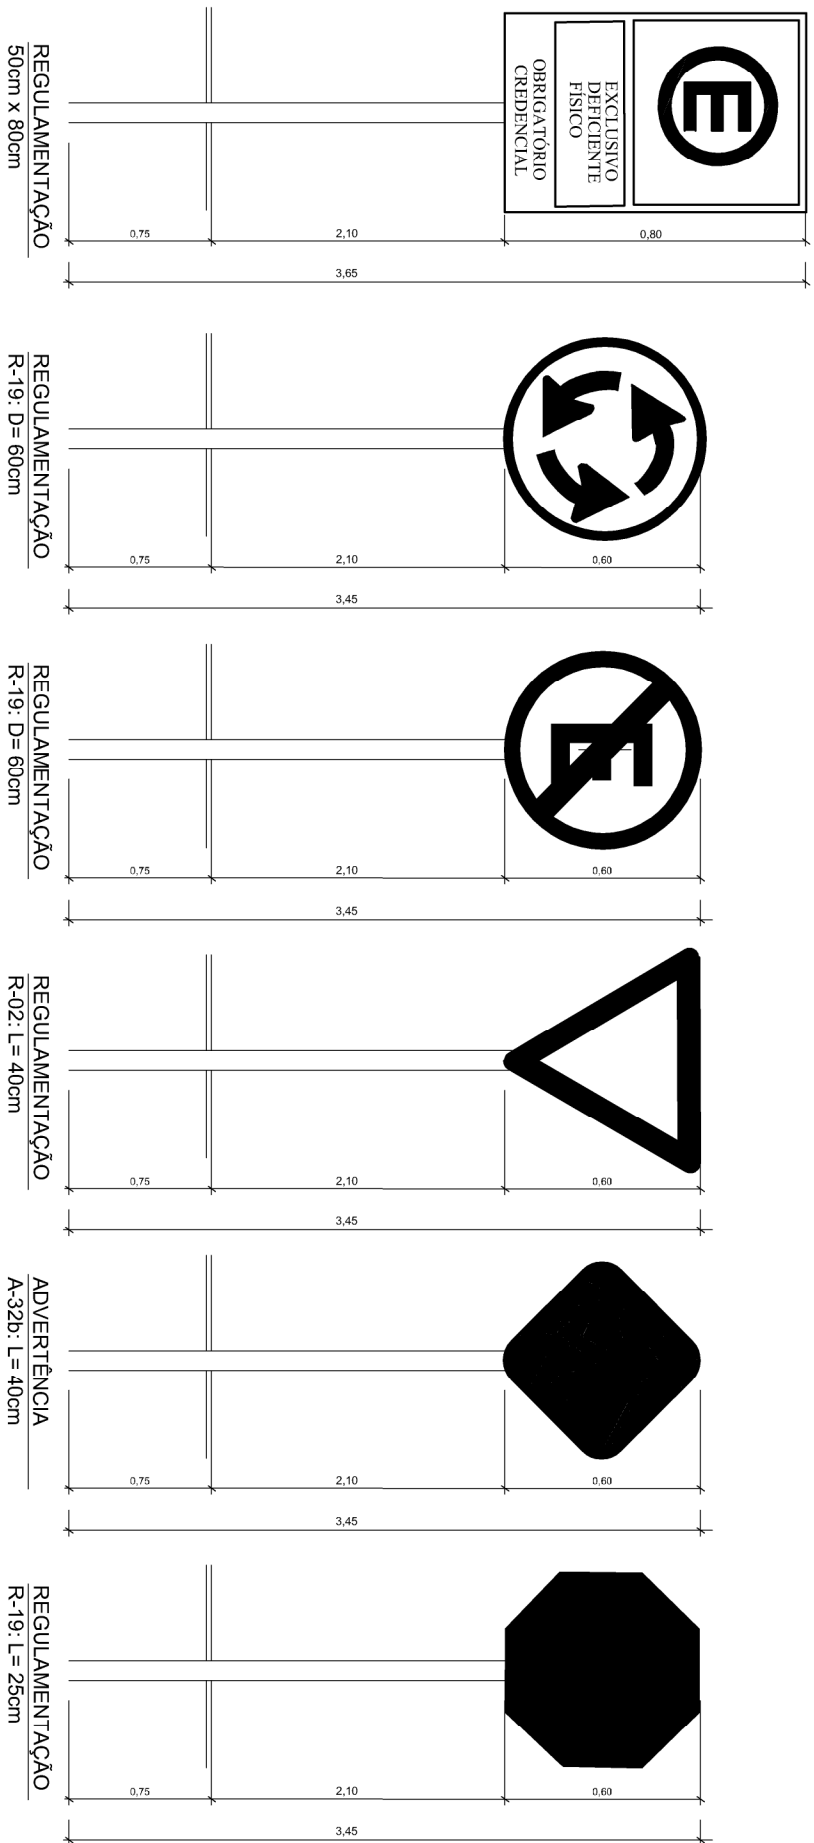 E
EXCLUSIVO
DEFICIENTE
FÍSICO
OBRIGATÓRIO
CREDENCIAL
0,75
2,10
0,80
3,65
REGULAMENTAÇÃO
50cm x 80cm
0,75
2,10
0,60
3,45
REGULAMENTAÇÃO
R-19: D= 60cm
E
0,75
2,10
0,60
3,45
REGULAMENTAÇÃO
R-19: D= 60cm
0,75
2,10
0,60
3,45
REGULAMENTAÇÃO
R-02: L= 40cm
0,75
2,10
0,60
3,45
ADVERTÊNCIA
A-32b: L= 40cm
0,75
2,10
0,60
3,45
REGULAMENTAÇÃO
R-19: L= 25cm